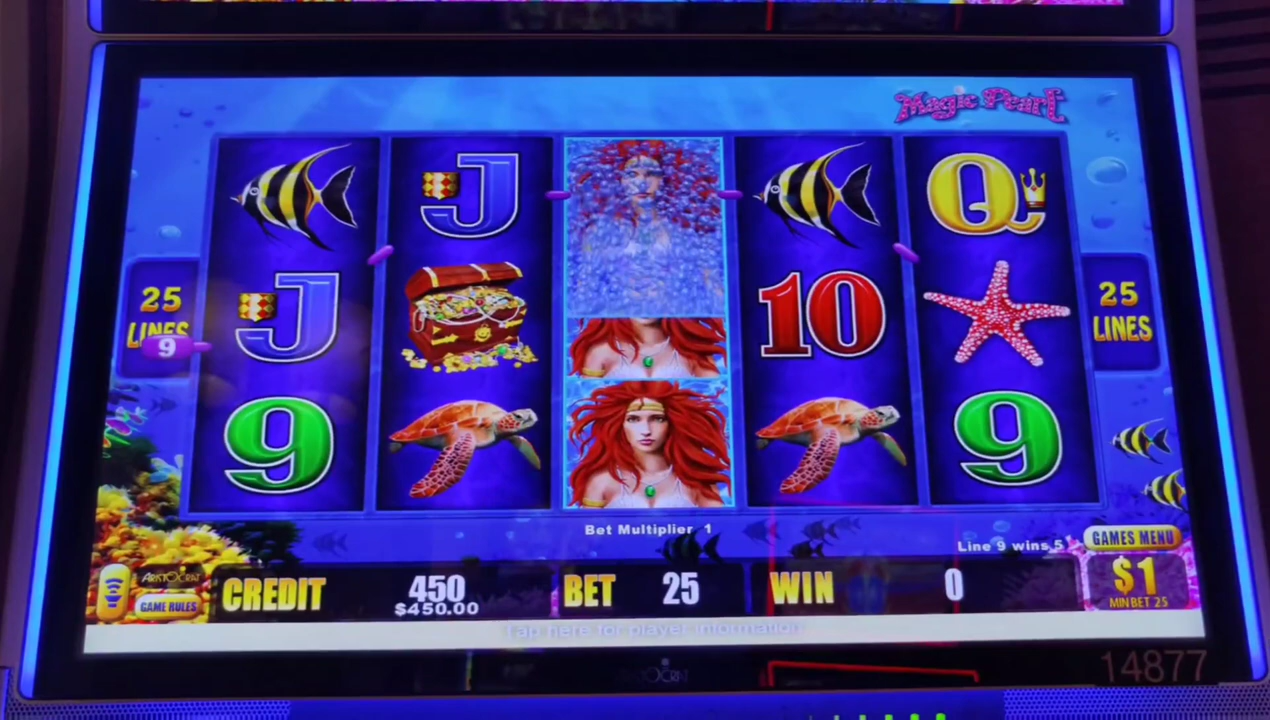 Magic Pearl
J
Q
25
LINES
9
J
10
25
LINES
9
9
Bet Multiplier 1
Line 9 wins 5
GAMES MENU
ARISTOCRAT
GAME RULES
CREDIT
450
$450.00
BET
25
WIN
0
$1
MIN BET 25
Tap here for player information
ARISTOCRAT
14877